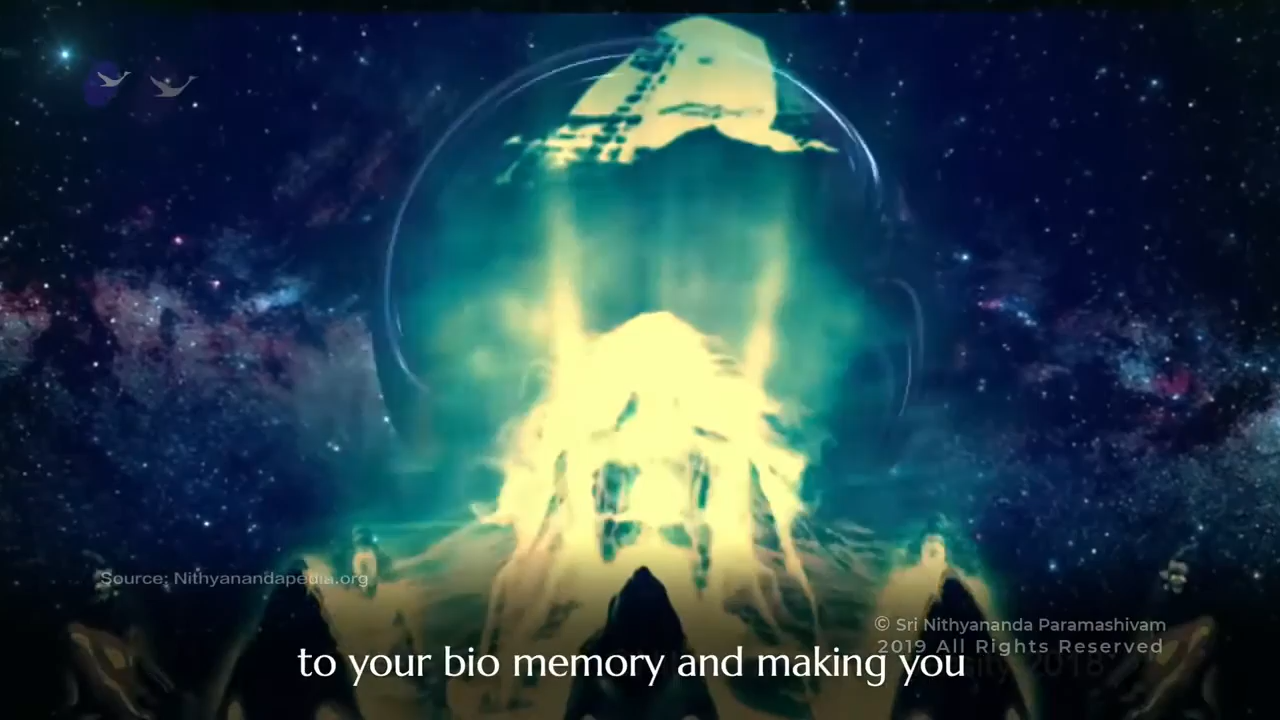 Source: Nithyanandapedia.org
© Sri Nithyananda Paramashivam
2019 All Rights Reserved
to your bio memory and making you